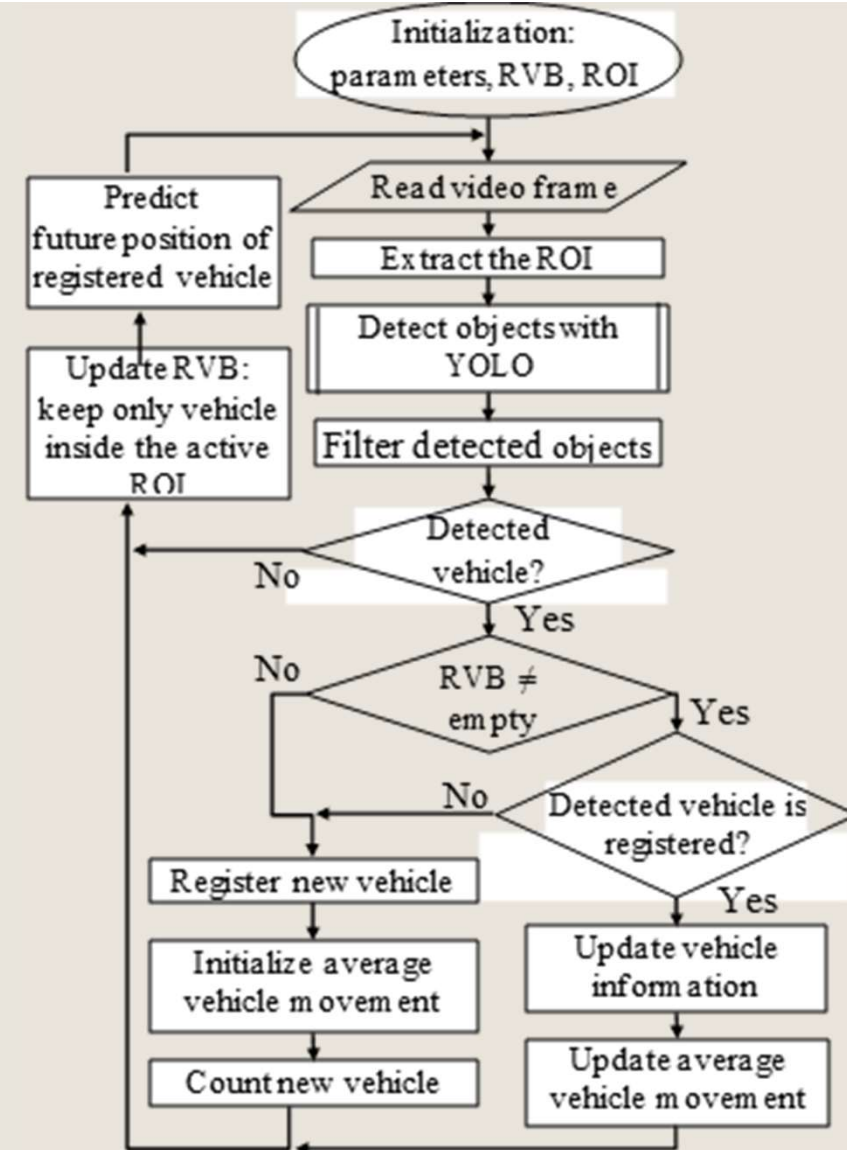 Initialization:
parameters, RVB, ROI
Read video frame
Extract the ROI
Detect objects with
YOLO
Filter detected objects
Detected
vehicle?
No
Yes
RVB ≠
empty
No
Yes
Detected vehicle is
registered?
No
Yes
Register new vehicle
Initialize average
vehicle movement
Count new vehicle
Update vehicle
information
Update average
vehicle movement
Update RVB:
keep only vehicle
inside the active
ROI
Predict
future position of
registered vehicle